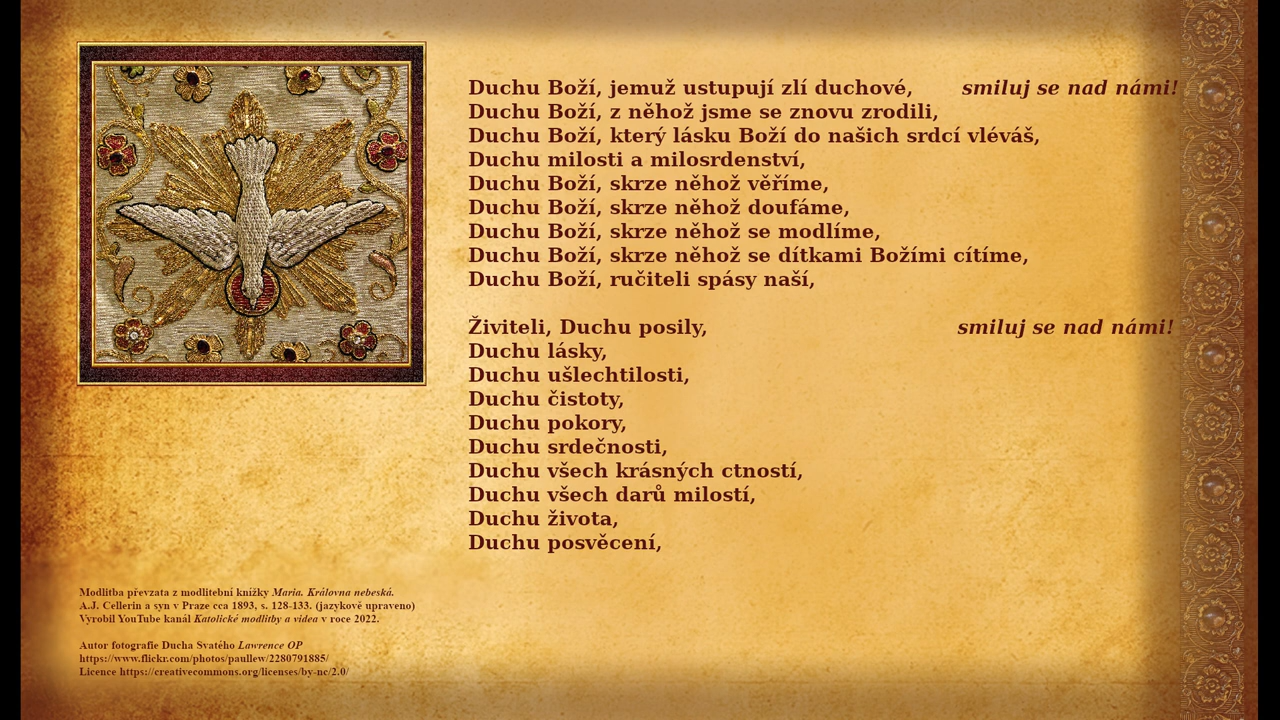 Duchu Boží, jemuž ustupují zlí duchové, smiluj se nad námi!
Duchu Boží, z něhož jsme se znovu zrodili,
Duchu Boží, který lásku Boží do našich srdcí vléváš,
Duchu milosti a milosrdenství,
Duchu Boží, skrze něhož věříme,
Duchu Boží, skrze něhož doufáme,
Duchu Boží, skrze něhož se modlíme,
Duchu Boží, skrze něhož se dítkami Božími cítíme,
Duchu Boží, ručiteli spásy naší,
Živiteli, Duchu posily, smiluj se nad námi!
Duchu lásky,
Duchu ušlechtilosti,
Duchu čistoty,
Duchu pokory,
Duchu srdečnosti,
Duchu všech krásných ctností,
Duchu všech darů milostí,
Duchu života,
Duchu posvěcení,
Modlitba převzata z modlitební knížky Maria. Královna nebeská.
A.J. Cellerin a syn v Praze cca 1893, s. 128-133. (jazykově upraveno)
Vyrobil YouTube kanál Katolické modlitby a videa v roce 2022.
Autor fotografie Ducha Svatého Lawrence OP
https://www.flickr.com/photos/paullew/2280791885/
Licence https://creativecommons.org/licenses/by-nc/2.0/